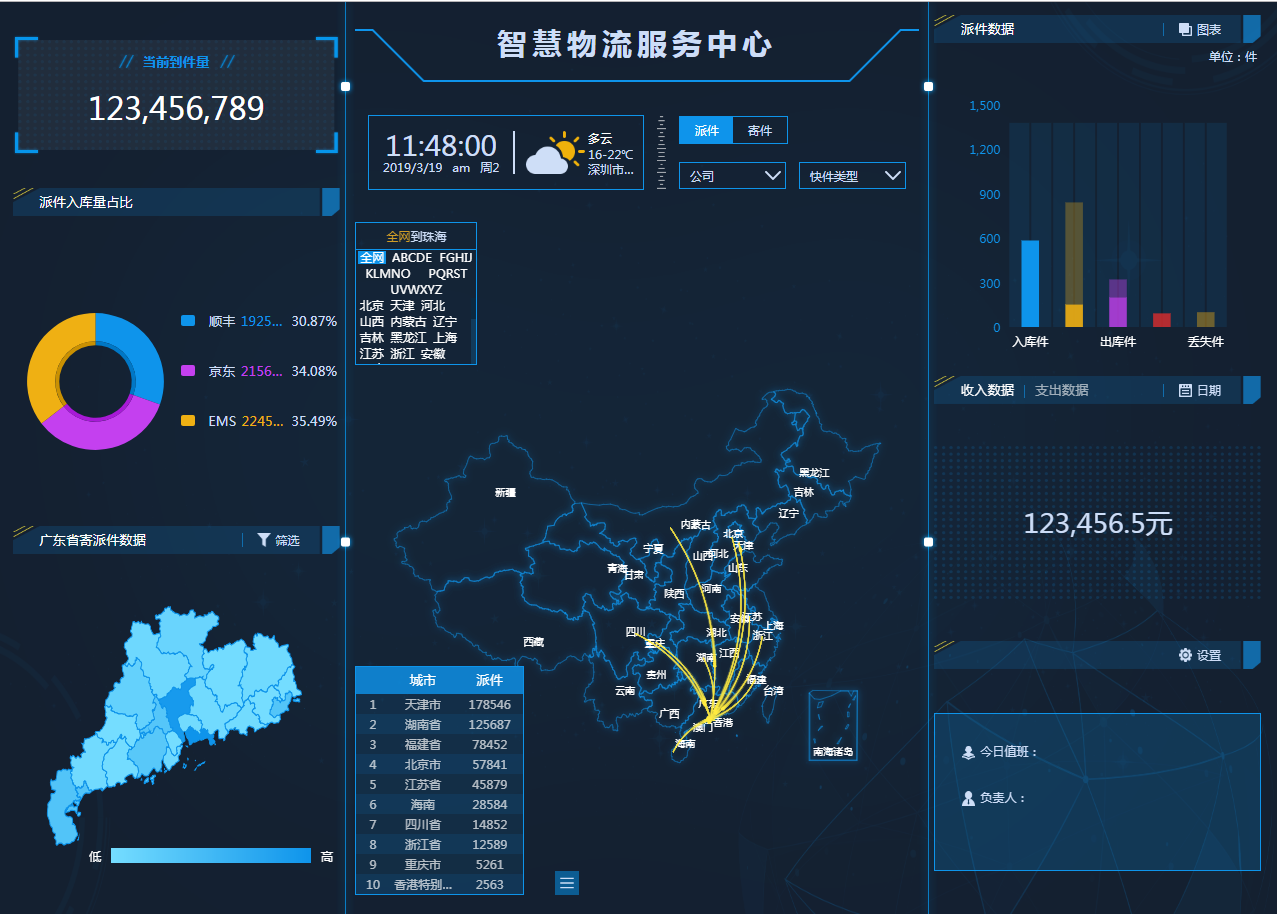 // 当前到件量 //
123,456,789
派件入库量占比
顺丰 1925... 30.87%
京东 2156... 34.08%
EMS 2245... 35.49%
广东省寄派件数据
筛选
低
高
智慧物流服务中心
11:48:00
2019/3/19 am 周2
多云
16-22℃
深圳市...
派件
寄件
公司
快件类型
全网到珠海
全网 ABCDE FGHIJ
KLMNO PQRST
UVWXYZ
北京 天津 河北
山西 内蒙古 辽宁
吉林 黑龙江 上海
江苏 浙江 安徽
黑龙江
新疆
吉林
辽宁
内蒙古
北京
天津
宁夏
山西
河北
青海
甘肃
山东
陕西
河南
安徽
江苏
上海
四川
湖北
浙江
西藏
重庆
湖南
江西
贵州
福建
云南
台湾
广东
广西
香港
澳门
海南
南海诸岛
城市 派件
1 天津市 178546
2 湖南省 125687
3 福建省 78452
4 北京市 57841
5 江苏省 45879
6 海南 28584
7 四川省 14852
8 浙江省 12589
9 重庆市 5261
10 香港特别... 2563
派件数据
图表
单位：件
1,500
1,200
900
600
300
0
入库件
出库件
丢失件
收入数据
支出数据
日期
123,456.5元
设置
今日值班：
负责人：